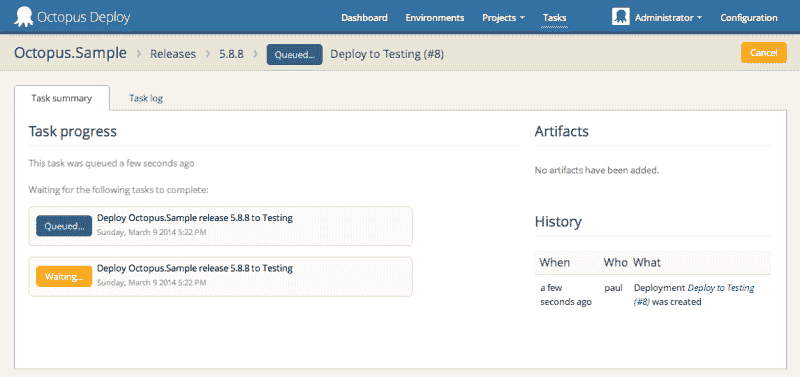 Octopus Deploy Dashboard Environments Projects Tasks Administrator Configuration
Octopus.Sample > Releases > 5.8.8 > Queued... Deploy to Testing (#8) Cancel
Task summary Task log
Task progress
This task was queued a few seconds ago
Waiting for the following tasks to complete:
Queued...
Deploy Octopus.Sample release 5.8.8 to Testing
Sunday, March 9 2014 5:22 PM
Waiting...
Deploy Octopus.Sample release 5.8.8 to Testing
Sunday, March 9 2014 5:22 PM
Artifacts
No artifacts have been added.
History
When Who What
a few paul Deployment Deploy to Testing
seconds ago (#8) was created